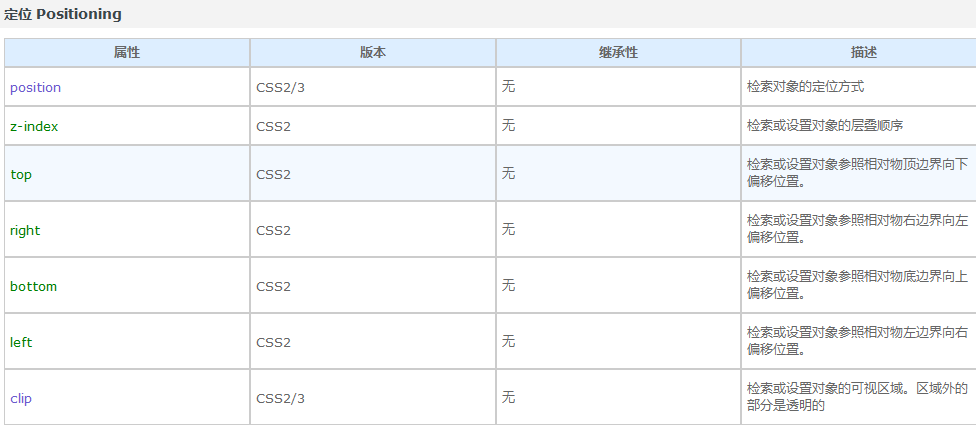 定位 Positioning
属性 版本 继承性 描述
position CSS2/3 无 检索对象的定位方式
z-index CSS2 无 检索或设置对象的层叠顺序
top CSS2 无 检索或设置对象参照相对物顶边界向下
偏移位置。
right CSS2 无 检索或设置对象参照相对物右边界向左
偏移位置。
bottom CSS2 无 检索或设置对象参照相对物底边界向上
偏移位置。
left CSS2 无 检索或设置对象参照相对物左边界向右
偏移位置。
clip CSS2/3 无 检索或设置对象的可视区域。区域外的
部分是透明的